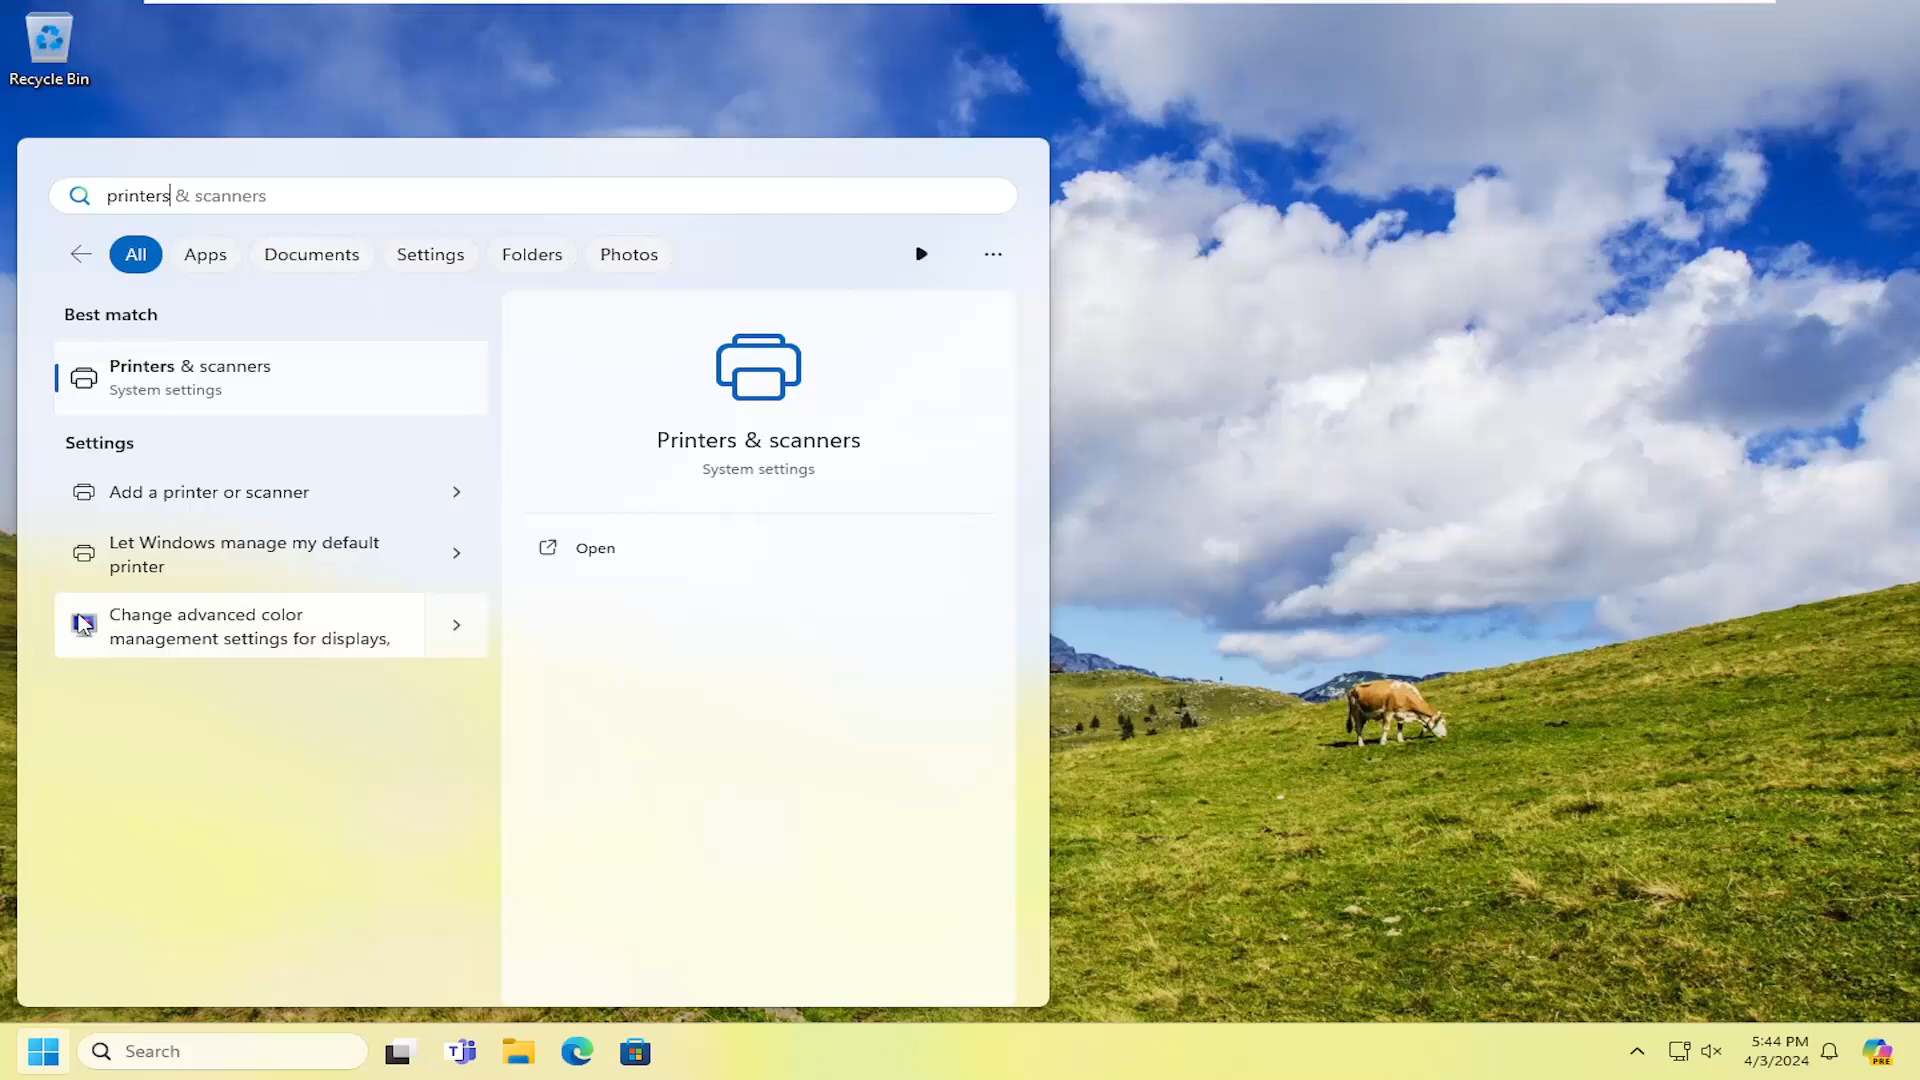 Recycle Bin
printers & scanners
All
Apps
Documents
Settings
Folders
Photos
Best match
Printers & scanners
System settings
Settings
Add a printer or scanner
Let Windows manage my default
printer
Change advanced color
management settings for displays,
Printers & scanners
System settings
Open
Search
5:44 PM
4/3/2024
PRE